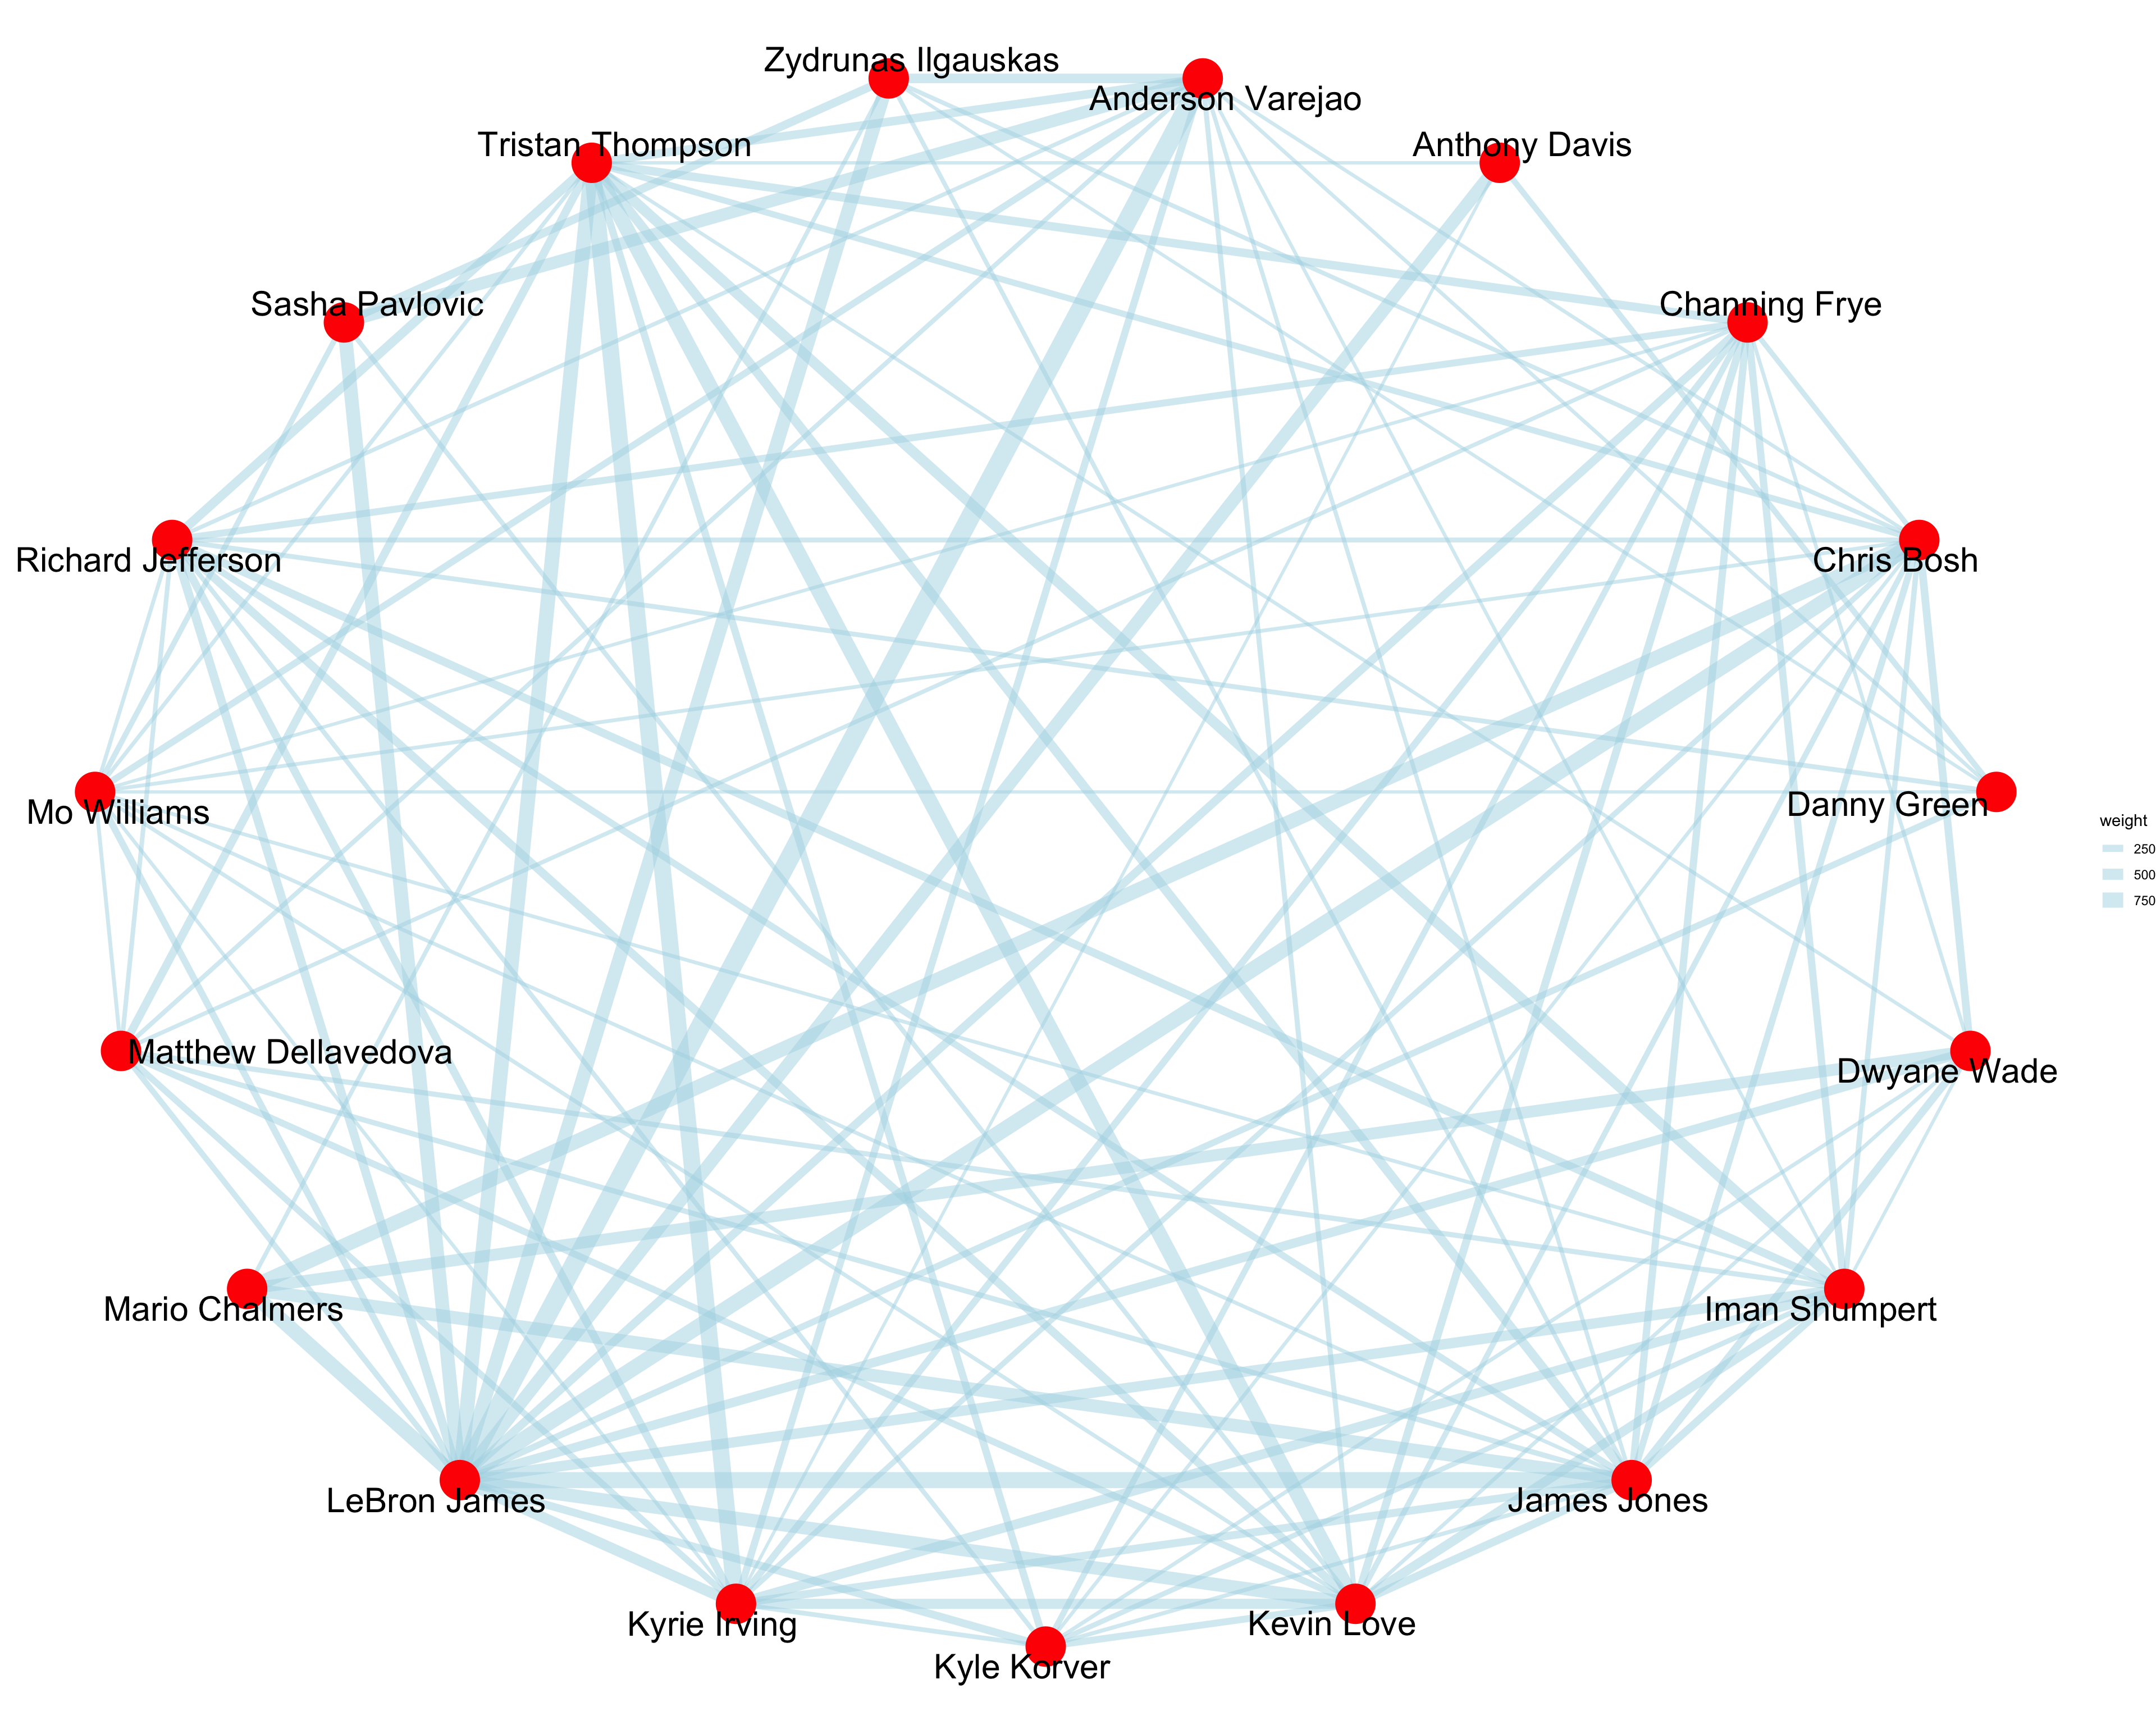 Zydrunas Ilgauskas
Anderson Varejao
Tristan Thompson
Anthony Davis
Sasha Pavlovic
Channing Frye
Richard Jefferson
Chris Bosh
Mo Williams
Danny Green
weight
250
500
750
Matthew Dellavedova
Dwyane Wade
Mario Chalmers
Iman Shumpert
LeBron James
James Jones
Kyrie Irving
Kevin Love
Kyle Korver